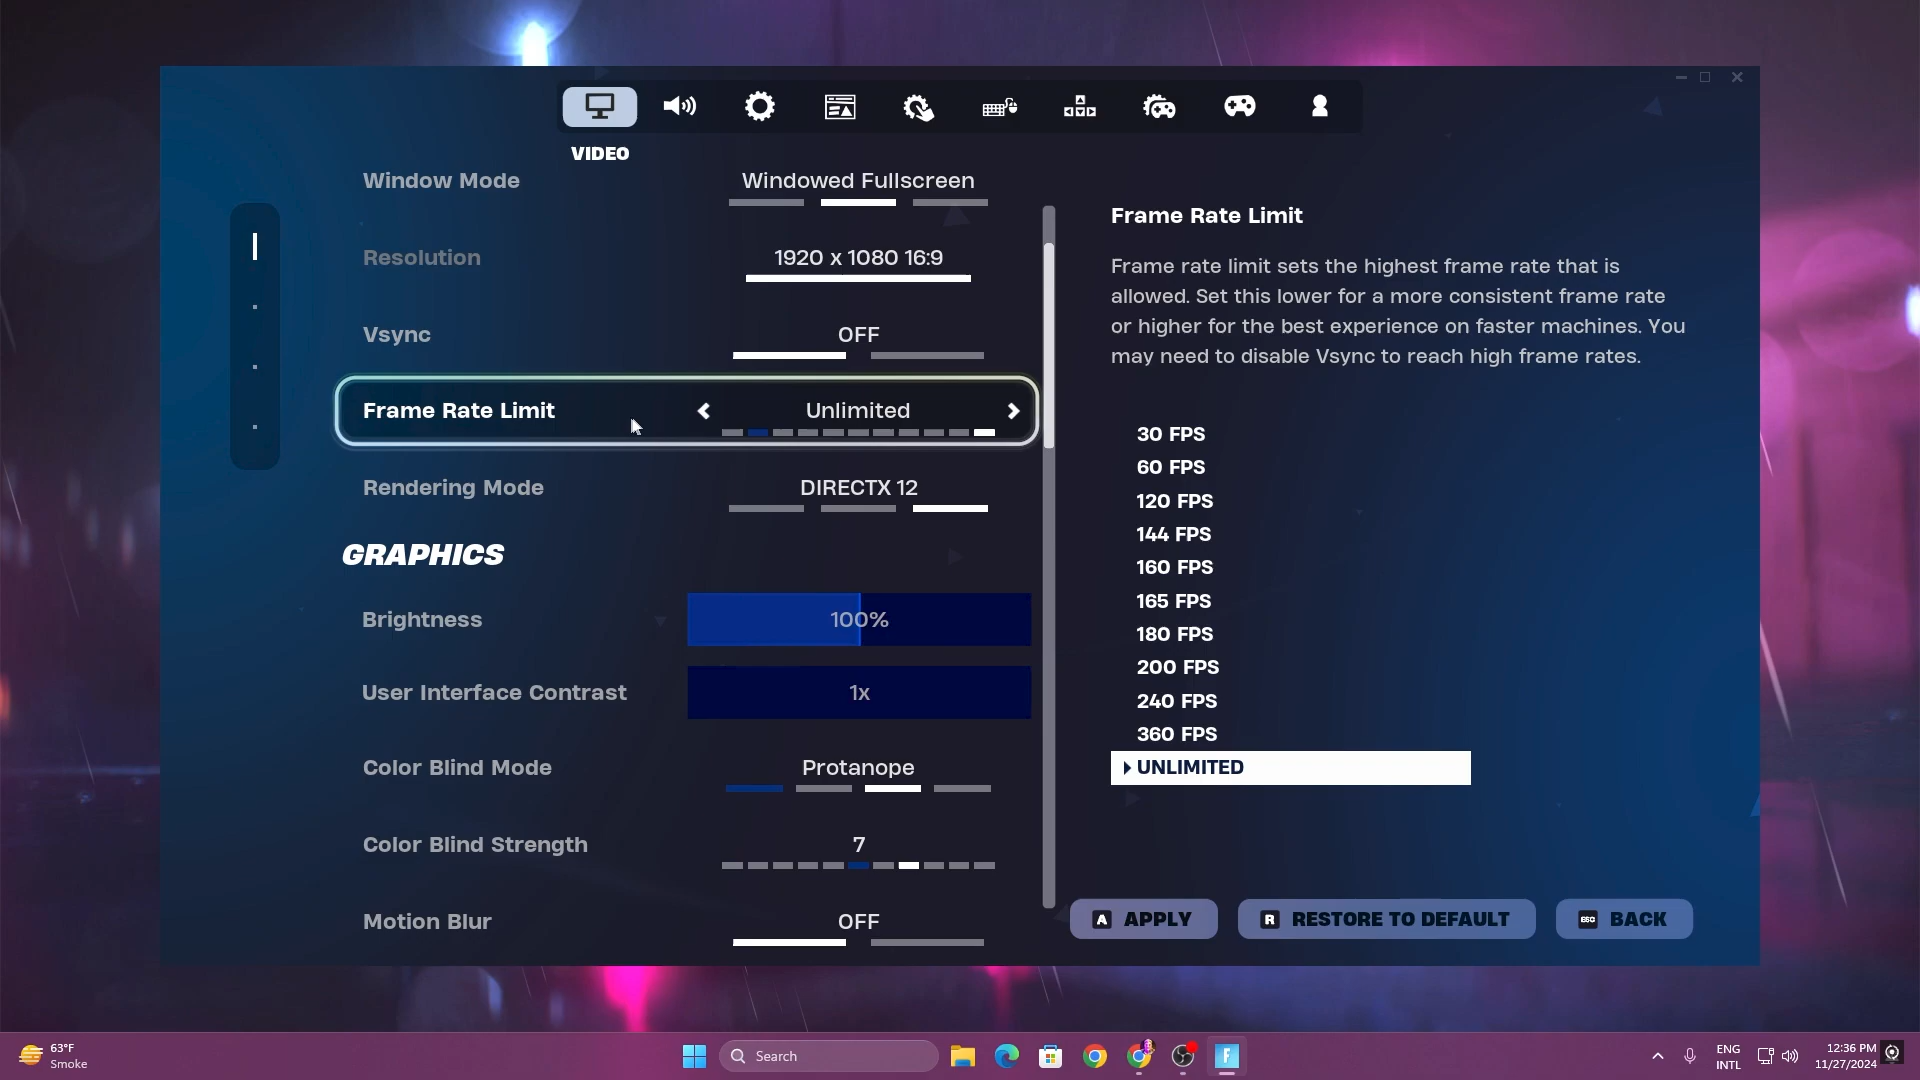 VIDEO
Window Mode
Windowed Fullscreen
Resolution
1920 x 1080 16:9
Vsync
OFF
Frame Rate Limit
Unlimited
Rendering Mode
DIRECTX 12
GRAPHICS
Brightness
100%
User Interface Contrast
1x
Color Blind Mode
Protanope
Color Blind Strength
7
Motion Blur
OFF
Frame Rate Limit
Frame rate limit sets the highest frame rate that is
allowed. Set this lower for a more consistent frame rate
or higher for the best experience on faster machines. You
may need to disable Vsync to reach high frame rates.
30 FPS
60 FPS
120 FPS
144 FPS
160 FPS
165 FPS
180 FPS
200 FPS
240 FPS
360 FPS
UNLIMITED
A APPLY
R RESTORE TO DEFAULT
ESC BACK
63°F
Smoke
Search
F
ENG
INTL
12:36 PM
11/27/2024